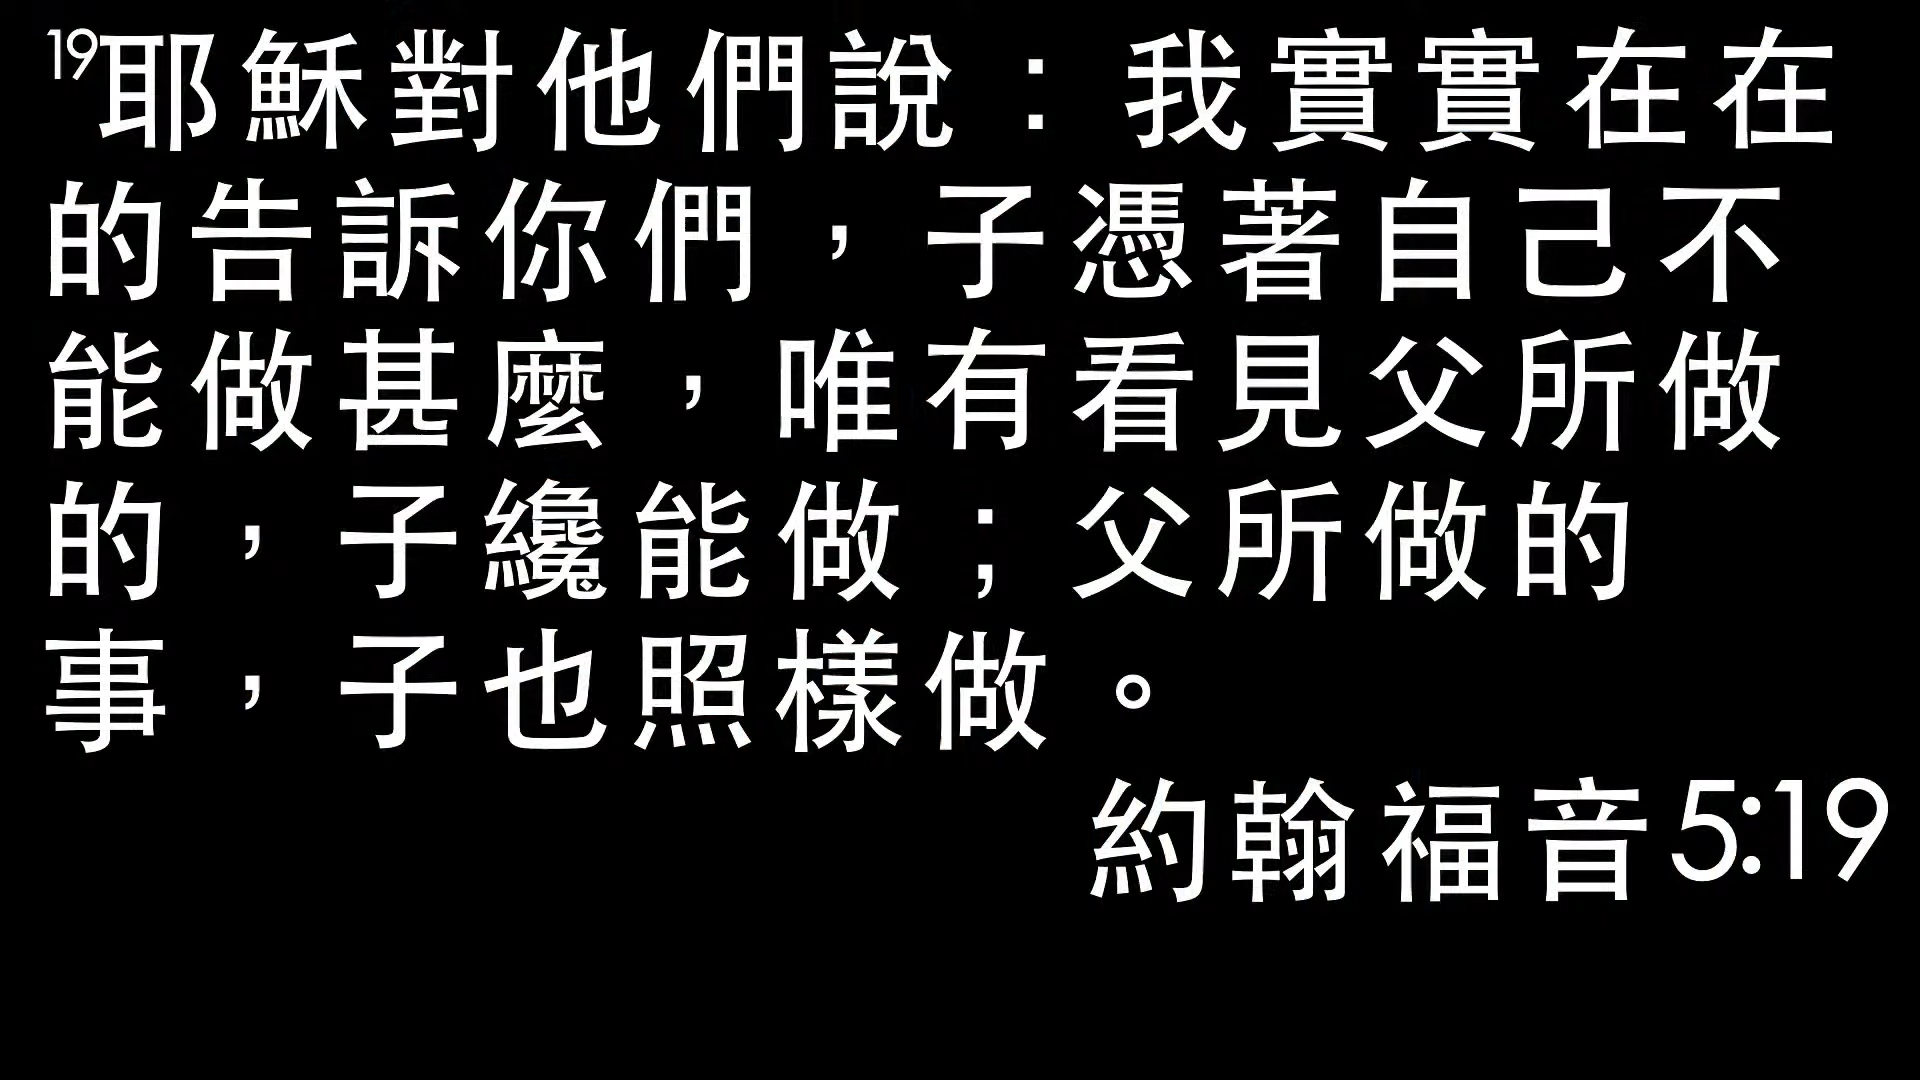 19耶穌對他們說：我實實在在
的告訴你們，子憑著自己不
能做甚麼，唯有看見父所做
的，子纔能做；父所做的
事，子也照樣做。
約翰福音5:19